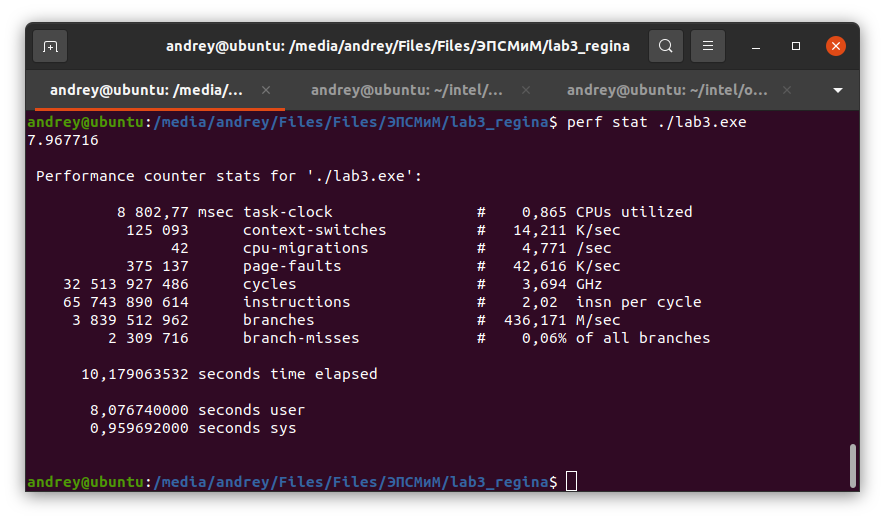 andrey@ubuntu: /media/andrey/Files/Files/ЭПСМиМ/lab3_regina
andrey@ubuntu: /media/... × andrey@ubuntu: ~/intel/... × andrey@ubuntu: ~/intel/o... ×
andrey@ubuntu:/media/andrey/Files/Files/ЭПСМиМ/lab3_regina$ perf stat ./lab3.exe
7.967716
Performance counter stats for './lab3.exe':
8 802,77 msec task-clock # 0,865 CPUs utilized
125 093 context-switches # 14,211 K/sec
42 cpu-migrations # 4,771 /sec
375 137 page-faults # 42,616 K/sec
32 513 927 486 cycles # 3,694 GHz
65 743 890 614 instructions # 2,02 insn per cycle
3 839 512 962 branches # 436,171 M/sec
2 309 716 branch-misses # 0,06% of all branches
10,179063532 seconds time elapsed
8,076740000 seconds user
0,959692000 seconds sys
andrey@ubuntu:/media/andrey/Files/Files/ЭПСМиМ/lab3_regina$